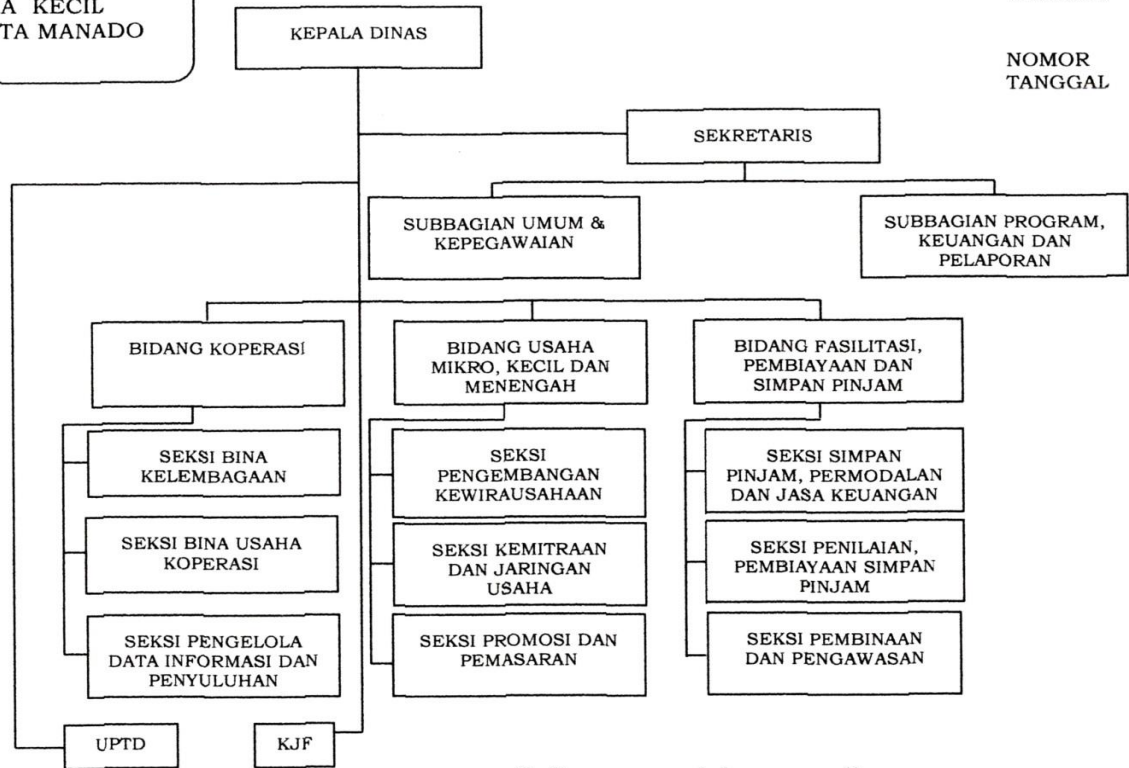 A KECIL
TA MANADO
KEPALA DINAS
NOMOR
TANGGAL
SEKRETARIS
SUBBAGIAN UMUM &
KEPEGAWAIAN
SUBBAGIAN PROGRAM,
KEUANGAN DAN
PELAPORAN
BIDANG KOPERASI
BIDANG USAHA
MIKRO, KECIL DAN
MENENGAH
BIDANG FASILITASI,
PEMBIAYAAN DAN
SIMPAN PINJAM
SEKSI BINA
KELEMBAGAAN
SEKSI BINA USAHA
KOPERASI
SEKSI PENGELOLA
DATA INFORMASI DAN
PENYULUHAN
SEKSI
PENGEMBANGAN
KEWIRAUSAHAAN
SEKSI KEMITRAAN
DAN JARINGAN
USAHA
SEKSI PROMOSI DAN
PEMASARAN
SEKSI SIMPAN
PINJAM, PERMODALAN
DAN JASA KEUANGAN
SEKSI PENILAIAN,
PEMBIAYAAN SIMPAN
PINJAM
SEKSI PEMBINAAN
DAN PENGAWASAN
UPTD
KJF